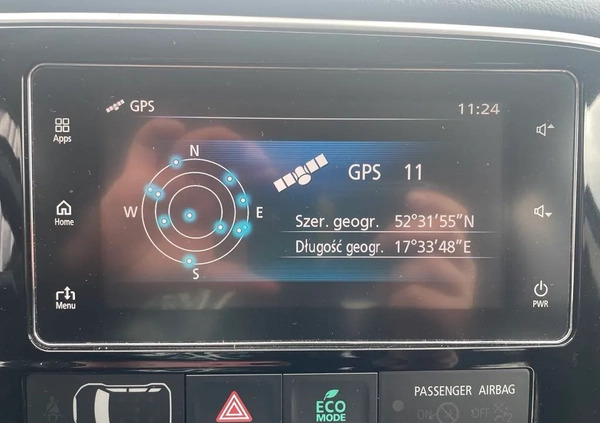 GPS 11:24
Apps
N
GPS 11
W E
Home
Szer. geogr. 52°31'55"N
Długość geogr. 17°33'48"E
S
Menu
PWR
PASSENGER AIRBAG
ECO
MODE
ON OFF